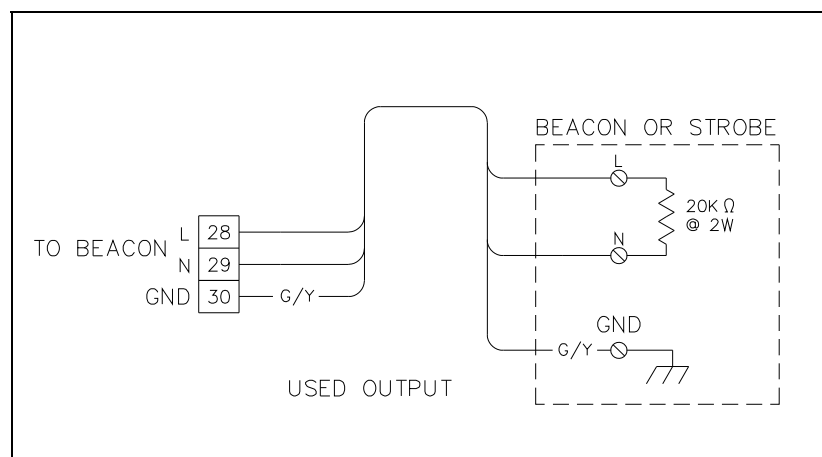 BEACON OR STROBE
L
20K Ω
@ 2W
N
TO BEACON
L 28
N 29
GND 30
G/Y
GND
G/Y
USED OUTPUT